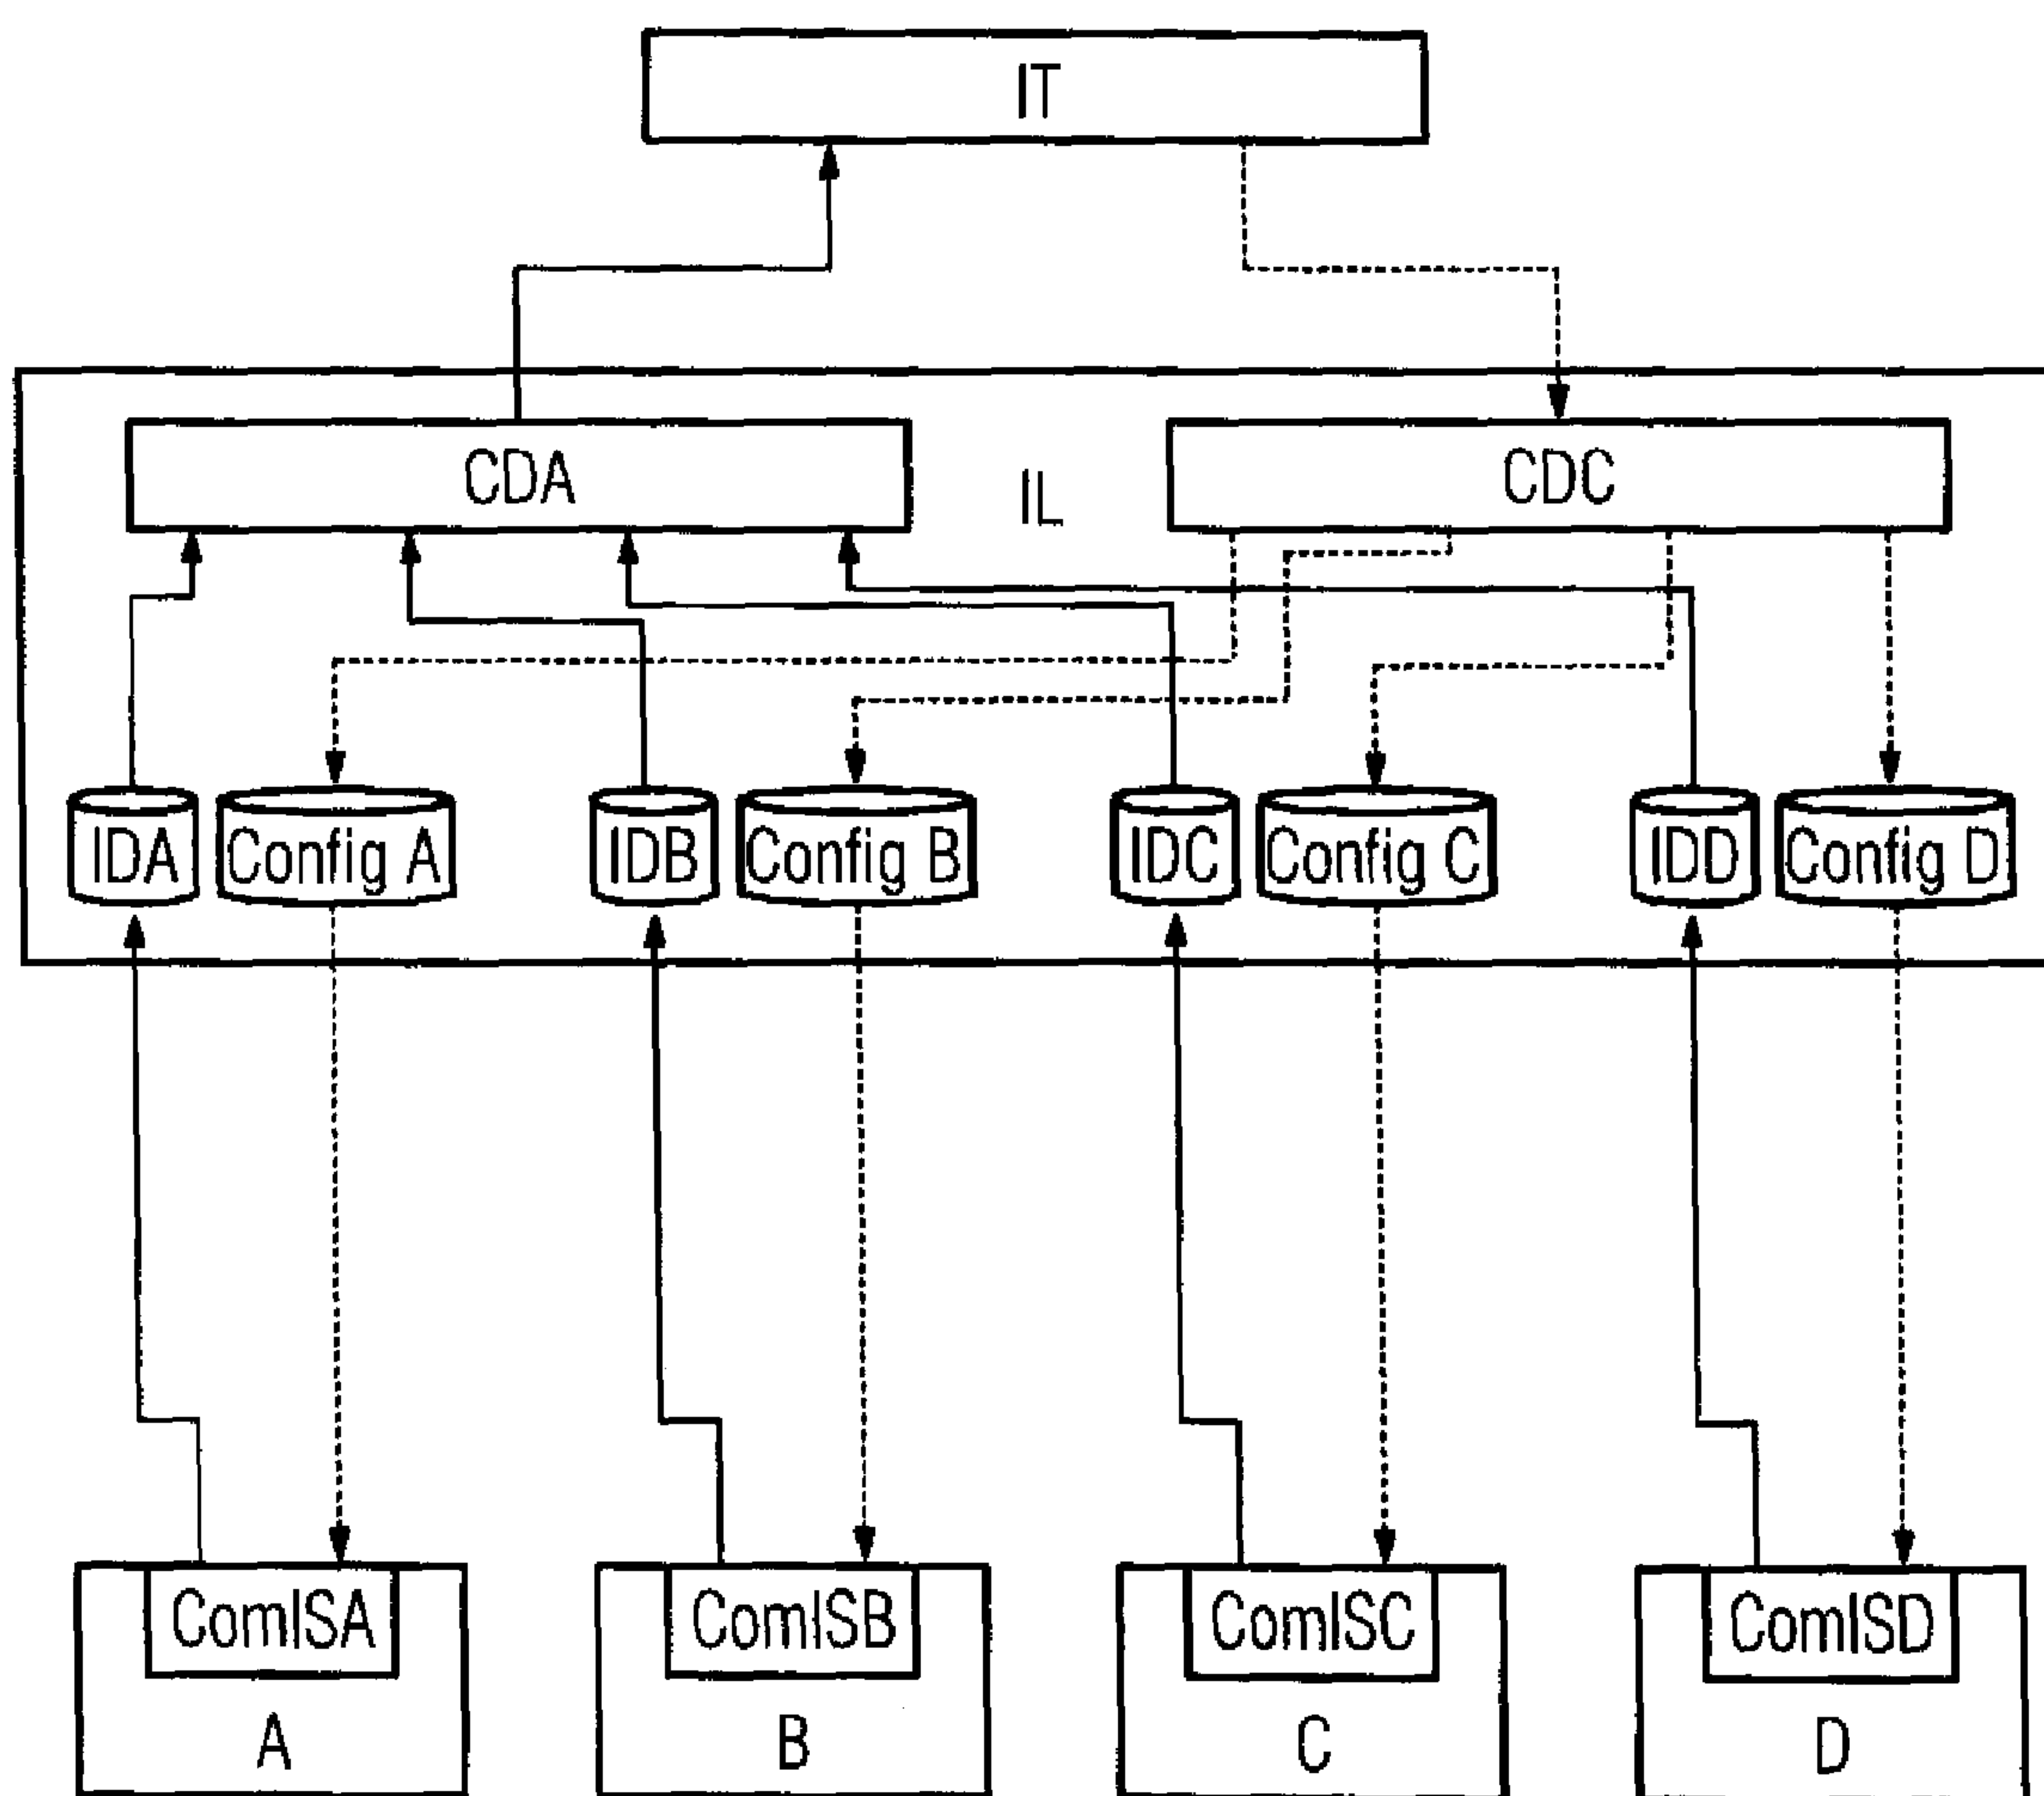 IT
CDA
IL
CDC
IDA
Config A
IDB
Config B
IDC
Config C
IDD
Config D
ComISA
ComISB
ComISC
ComISD
A
B
C
D